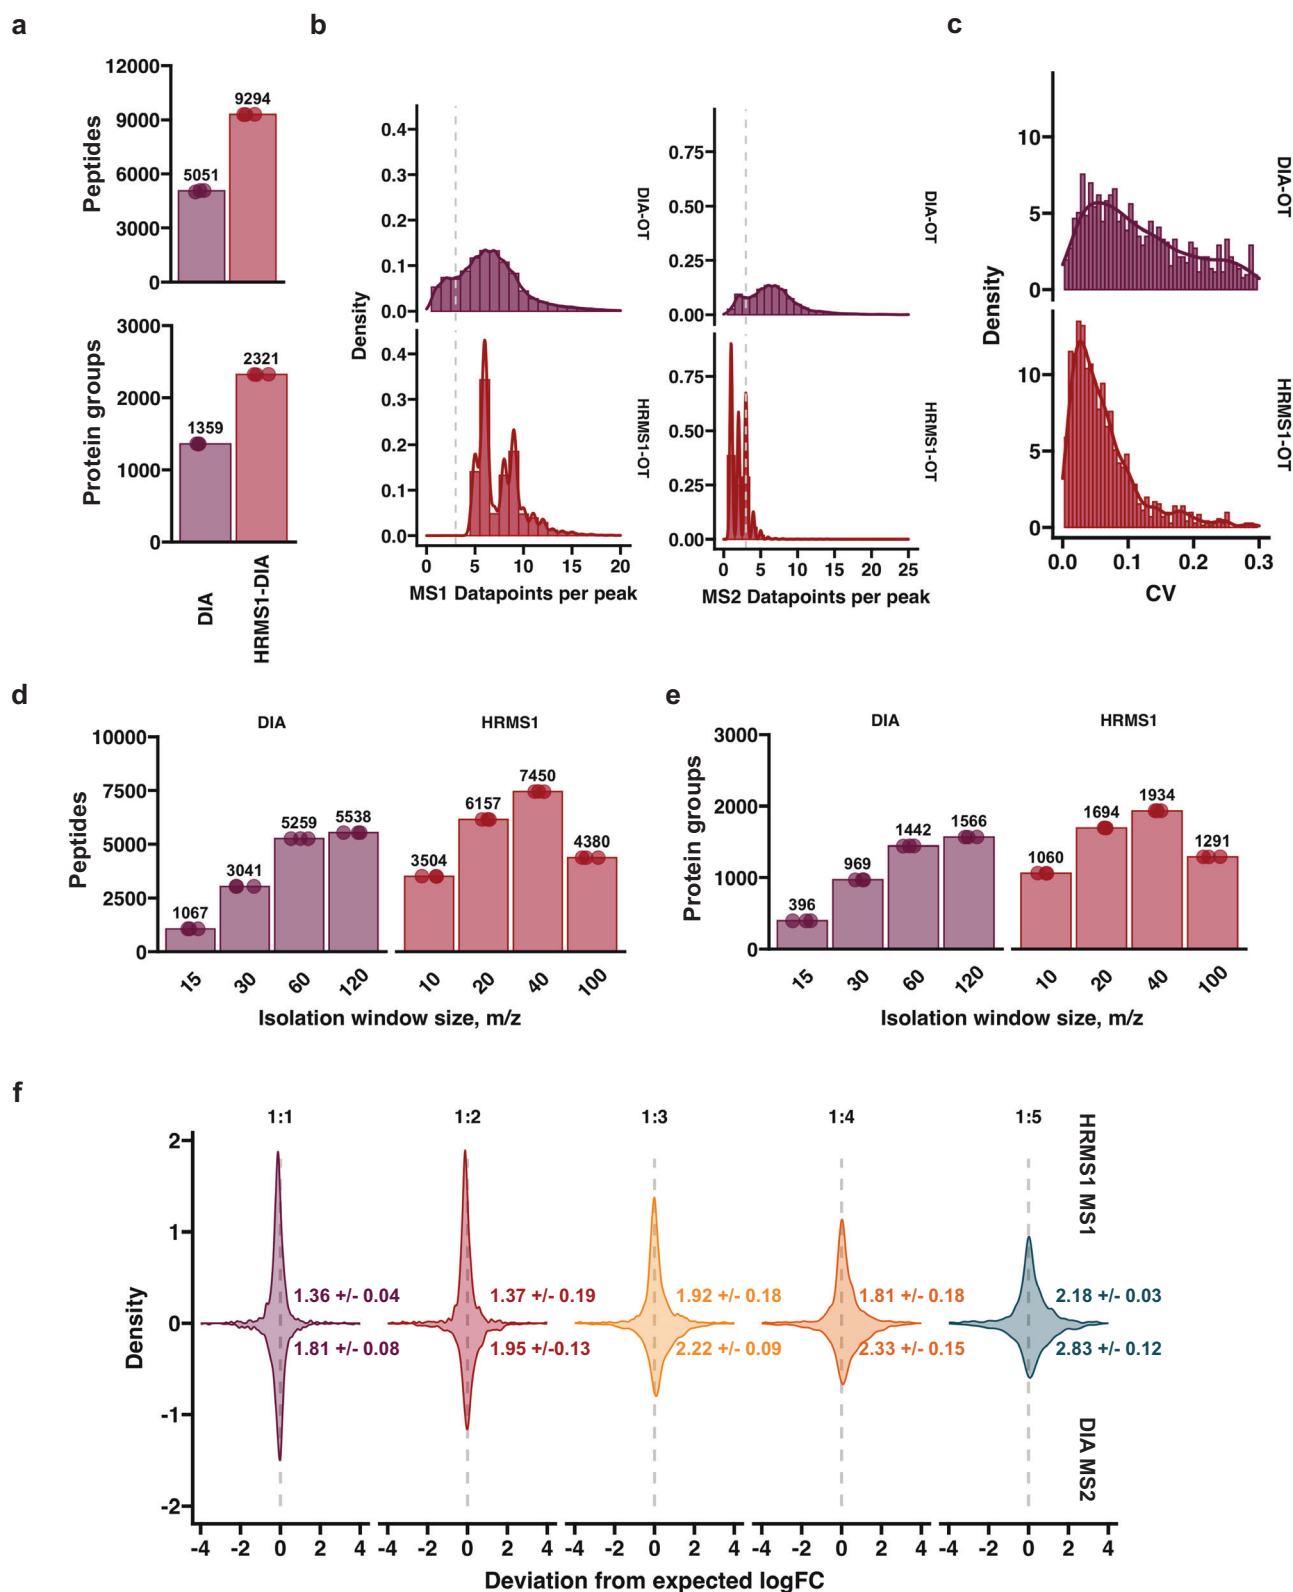 a
12000
9000
6000
3000
0
Peptides
9294
5051
3000
2000
1000
0
Protein groups
2321
1359
DIA
HRMS1-DIA
b
Density
0.4
0.3
0.2
0.1
0.0
DIA-OT
0.4
0.3
0.2
0.1
0.0
HRMS1-OT
0 5 10 15 20
MS1 Datapoints per peak
0.75
0.50
0.25
0.00
DIA-OT
0.75
0.50
0.25
0.00
HRMS1-OT
0 5 10 15 20 25
MS2 Datapoints per peak
c
Density
10
5
0
DIA-OT
10
5
0
HRMS1-OT
0.0 0.1 0.2 0.3
CV
d
DIA HRMS1
10000
7500
5000
2500
0
Peptides
1067 3041 5259 5538 3504 6157 7450 4380
15 30 60 120 10 20 40 100
Isolation window size, m/z
e
DIA HRMS1
3000
2000
1000
0
Protein groups
396 969 1442 1566 1060 1694 1934 1291
15 30 60 120 10 20 40 100
Isolation window size, m/z
f
1:1 1:2 1:3 1:4 1:5
HRMS1 MS1
DIA MS2
2
1
0
-1
-2
Density
1.36 +/- 0.04 1.37 +/- 0.19 1.92 +/- 0.18 1.81 +/- 0.18 2.18 +/- 0.03
1.81 +/- 0.08 1.95 +/-0.13 2.22 +/- 0.09 2.33 +/- 0.15 2.83 +/- 0.12
-4 -2 0 2 4 -4 -2 0 2 4 -4 -2 0 2 4 -4 -2 0 2 4 -4 -2 0 2 4
Deviation from expected logFC